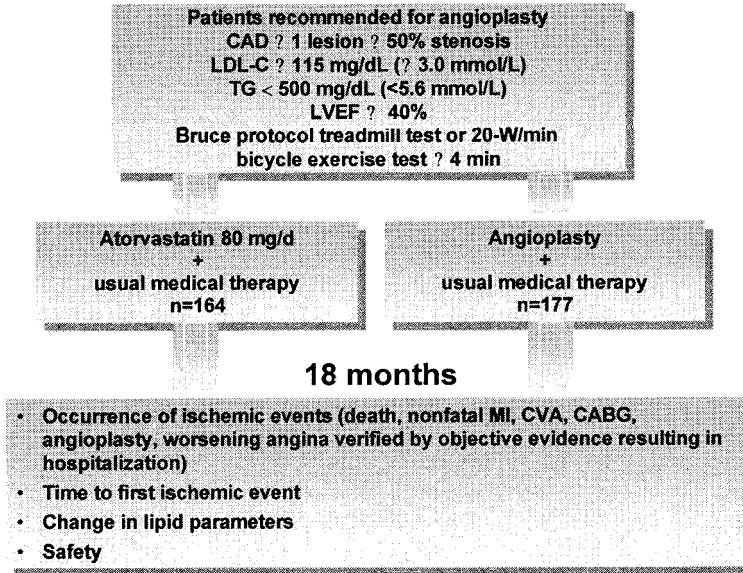 Patients recommended for angioplasty
CAD ? 1 lesion ? 50% stenosis
LDL-C ? 115 mg/dL (? 3.0 mmol/L)
TG < 500 mg/dL (<5.6 mmol/L)
LVEF ? 40%
Bruce protocol treadmill test or 20-W/min
bicycle exercise test ? 4 min
Atorvastatin 80 mg/d
+
usual medical therapy
n=164
Angioplasty
+
usual medical therapy
n=177
18 months
· Occurrence of ischemic events (death, nonfatal MI, CVA, CABG,
angioplasty, worsening angina verified by objective evidence resulting in
hospitalization)
· Time to first ischemic event
· Change in lipid parameters
· Safety